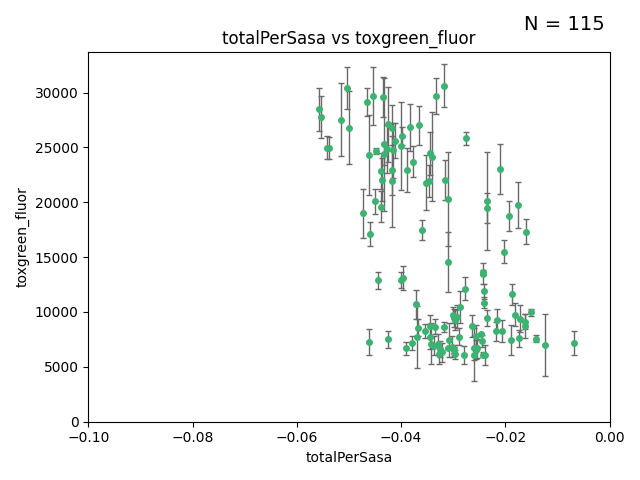 N = 115
totalPerSasa vs toxgreen_fluor
toxgreen_fluor
30000
25000
20000
15000
10000
5000
0
−0.10 −0.08 −0.06 −0.04 −0.02 0.00
totalPerSasa